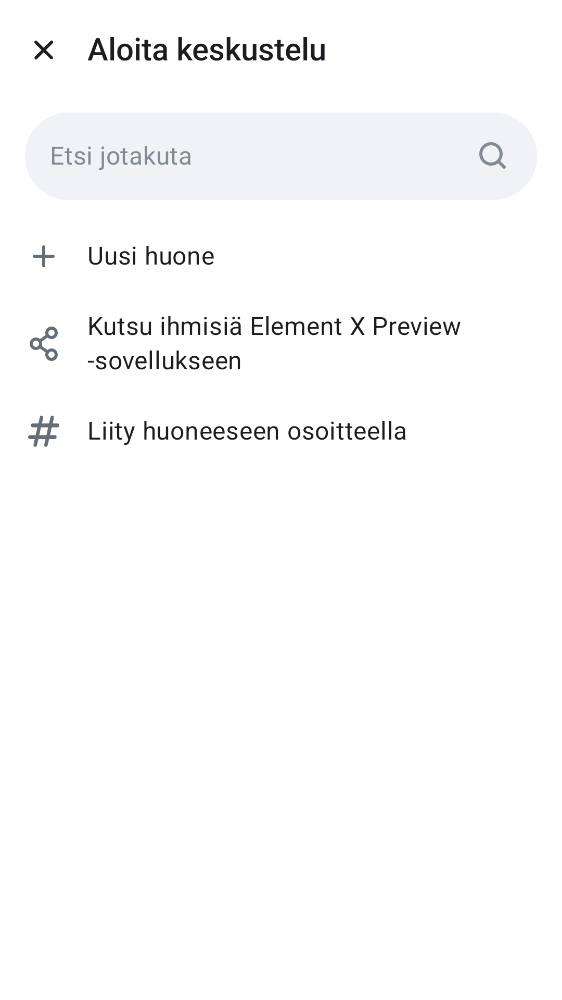 Aloita keskustelu
Etsi jotakuta
Uusi huone
Kutsu ihmisiä Element X Preview
-sovellukseen
Liity huoneeseen osoitteella